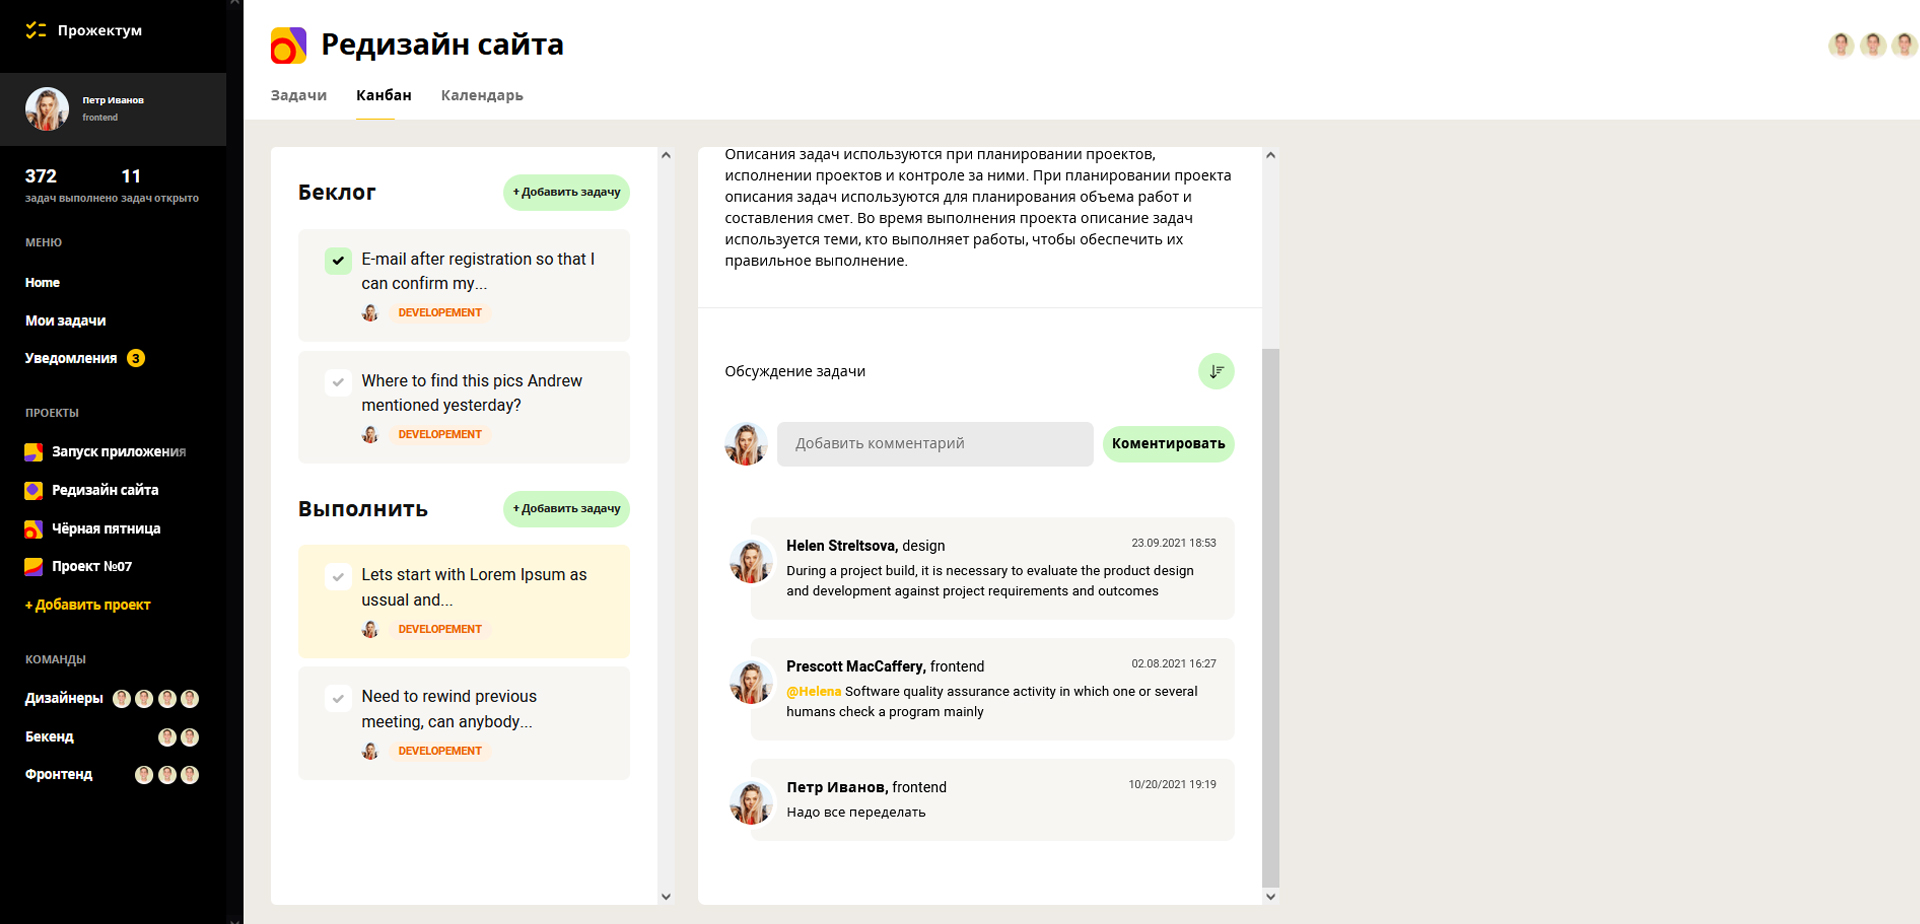 Прожектум
Петр Иванов
frontend
372
11
задач выполнено
задач открыто
МЕНЮ
Home
Мои задачи
Уведомления 3
ПРОЕКТЫ
Запуск приложения
Редизайн сайта
Чёрная пятница
Проект №07
+ Добавить проект
КОМАНДЫ
Дизайнеры
Бекенд
Фронтенд
Редизайн сайта
Задачи
Канбан
Календарь
Беклог
+ Добавить задачу
E-mail after registration so that I
can confirm my...
DEVELOPEMENT
Where to find this pics Andrew
mentioned yesterday?
DEVELOPEMENT
Выполнить
+ Добавить задачу
Lets start with Lorem Ipsum as
ussual and...
DEVELOPEMENT
Need to rewind previous
meeting, can anybody...
DEVELOPEMENT
Описания задач используются при планировании проектов,
исполнении проектов и контроле за ними. При планировании проекта
описания задач используются для планирования объема работ и
составления смет. Во время выполнения проекта описание задач
используется теми, кто выполняет работы, чтобы обеспечить их
правильное выполнение.
Обсуждение задачи
Добавить комментарий
Коментировать
Helen Streltsova, design
23.09.2021 18:53
During a project build, it is necessary to evaluate the product design
and development against project requirements and outcomes
Prescott MacCaffery, frontend
02.08.2021 16:27
@Helena Software quality assurance activity in which one or several
humans check a program mainly
Петр Иванов, frontend
10/20/2021 19:19
Надо все переделать